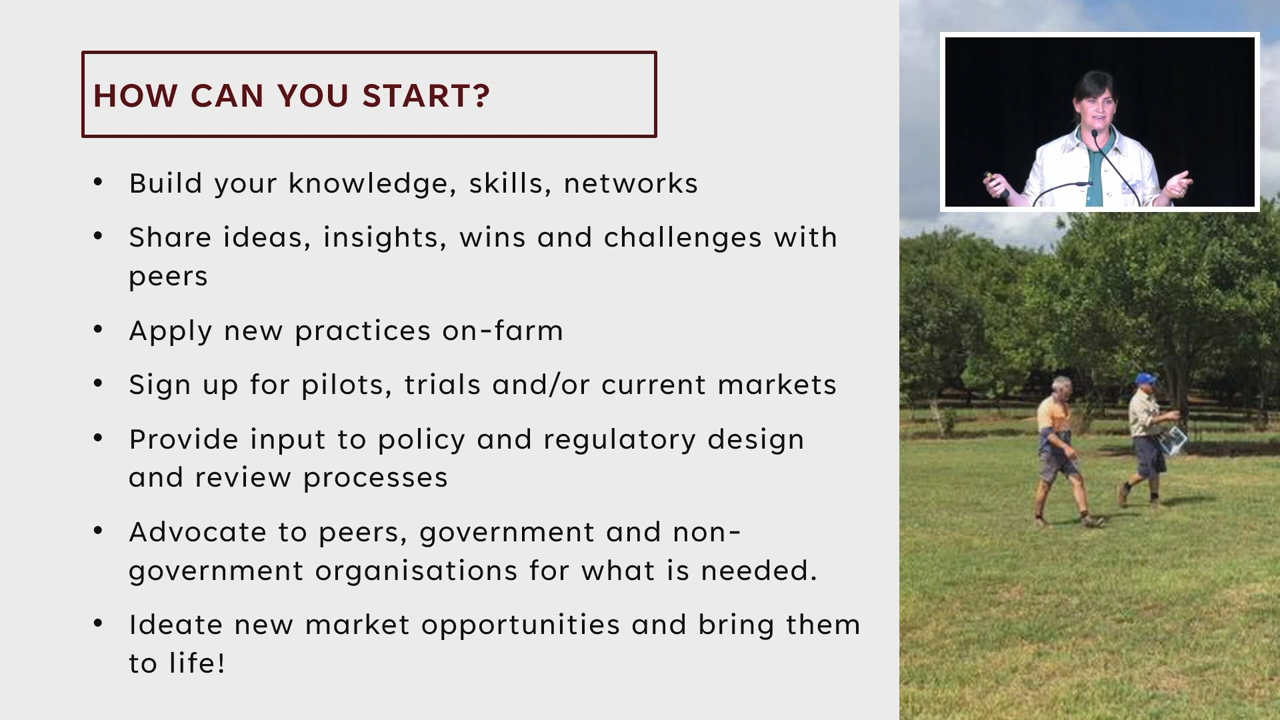 HOW CAN YOU START?
• Build your knowledge, skills, networks
• Share ideas, insights, wins and challenges with
peers
• Apply new practices on-farm
• Sign up for pilots, trials and/or current markets
• Provide input to policy and regulatory design
and review processes
• Advocate to peers, government and non-
government organisations for what is needed.
• Ideate new market opportunities and bring them
to life!